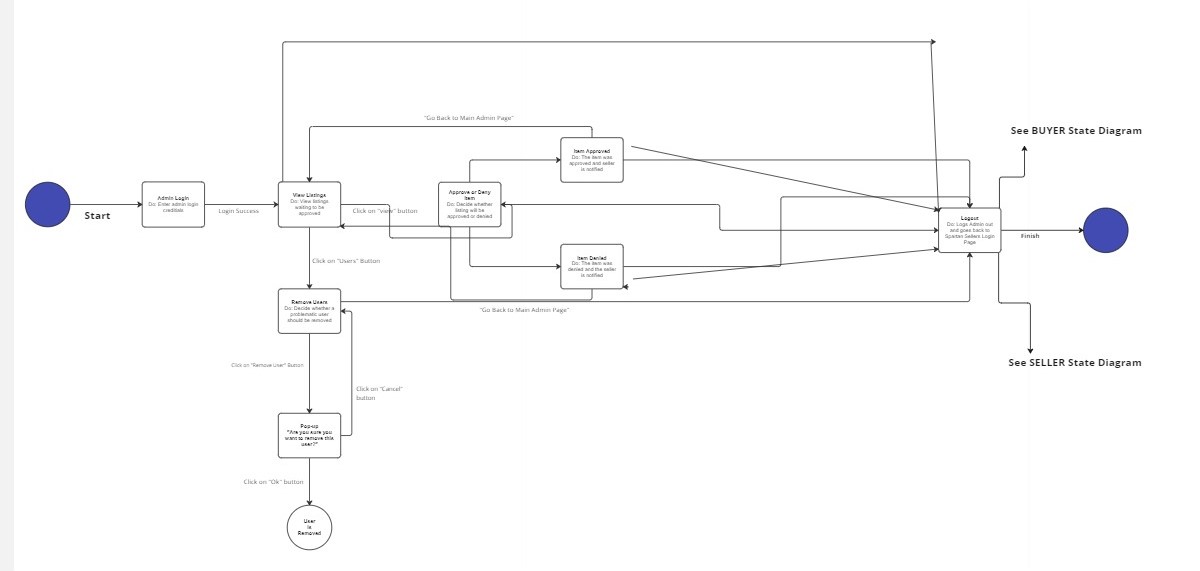 Start
Admin Login
Do: Enter admin login
creditials
Login Success
View Listings
Do: View listings
waiting to be
approved
Click on "view" button
Approve or Deny
Item
Do: Decide whether
listing will be
approved or denied
"Go Back to Main Admin Page"
Item Approved
Do: The item was
approved and seller
is notified
Item Denied
Do: The item was
denied and the seller
is notified
"Go Back to Main Admin Page"
Click on "Users" Button
Remove Users
Do: Decide whether a
problematic user
should be removed
Click on "Remove user" Button
Click on "Cancel"
button
Pop-up
"Are you sure you
want to remove this
user?"
Click on "Ok" button
User
is
Removed
Logout
Do: Logs Admin out
and goes back to
Spartan Sellers Login
Page
Finish
See BUYER State Diagram
See SELLER State Diagram